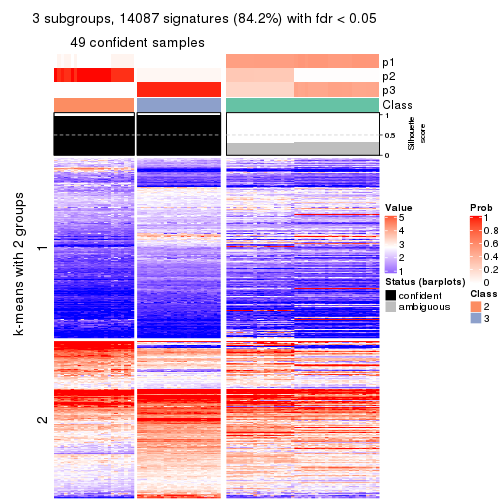 3 subgroups, 14087 signatures (84.2%) with fdr < 0.05
49 confident samples
p1
p2
p3
Class
1
0.5
0
Silhouette
score
k-means with 2 groups
1
2
Value
5
4
3
2
1
Prob
1
0.8
0.6
0.4
0.2
0
Status (barplots)
confident
ambiguous
Class
2
3